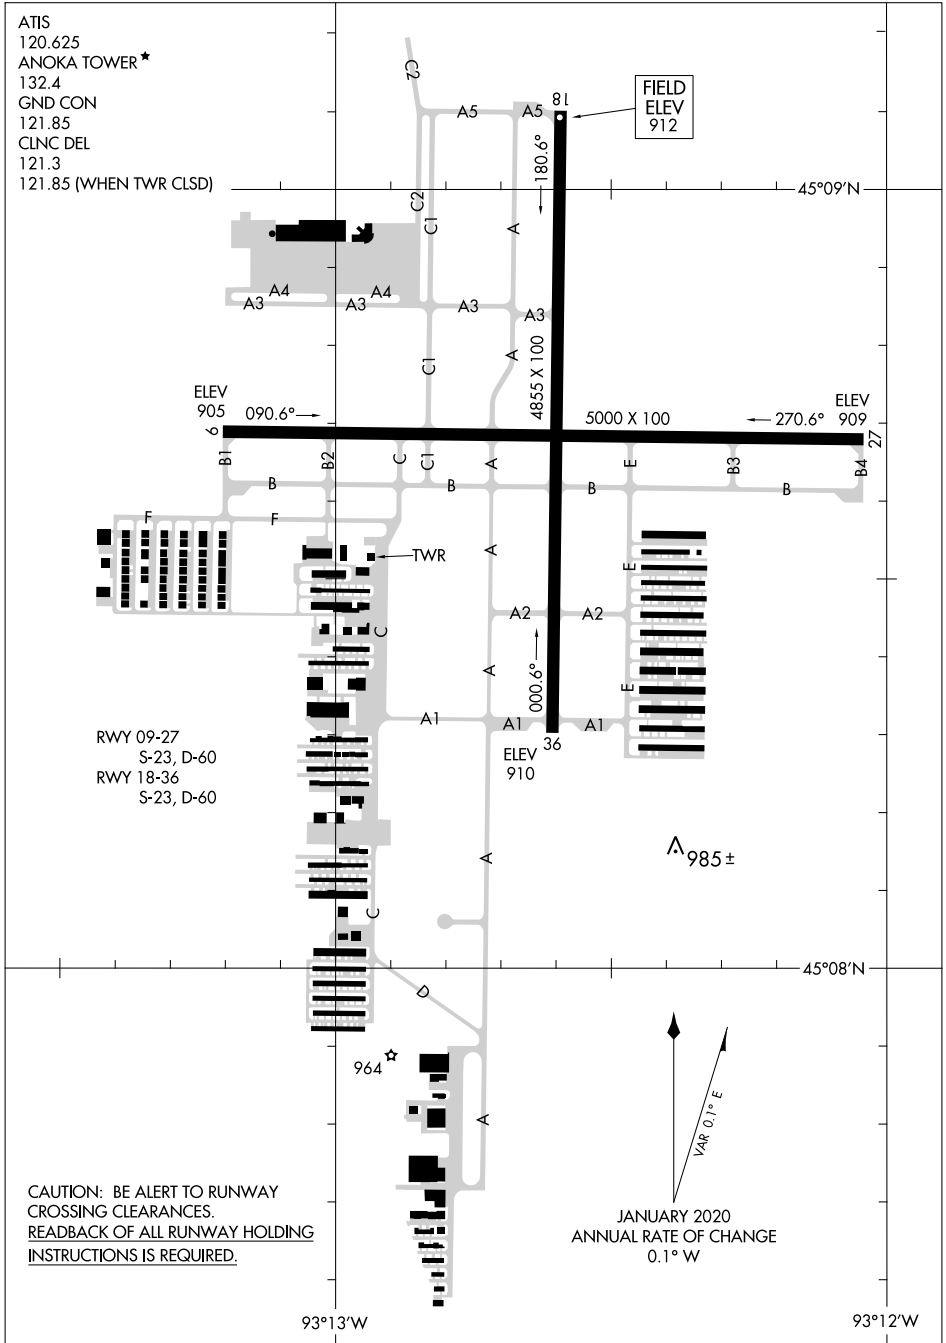 ATIS
120.625
ANOKA TOWER★
132.4
GND CON
121.85
CLNC DEL
121.3
121.85 (WHEN TWR CLSD)
C2
A5
A5
18
FIELD
ELEV
912
180.6°
45°09'N
C2
C1
A
A4
A4
A3
A3
A3
A3
C1
A
4855 X 100
ELEV
905
090.6°
5000 X 100
270.6°
ELEV
909
9
27
B1
B2
C
C1
A
E
B3
B4
B
B
B
B
F
F
TWR
A
E
A2
A2
C
A
000.6°
E
A1
A1
A1
36
ELEV
910
RWY 09-27
S-23, D-60
RWY 18-36
S-23, D-60
985±
A
C
45°08'N
D
964
A
VAR 0.1° E
CAUTION: BE ALERT TO RUNWAY
CROSSING CLEARANCES.
READBACK OF ALL RUNWAY HOLDING
INSTRUCTIONS IS REQUIRED.
JANUARY 2020
ANNUAL RATE OF CHANGE
0.1° W
93°13'W
93°12'W